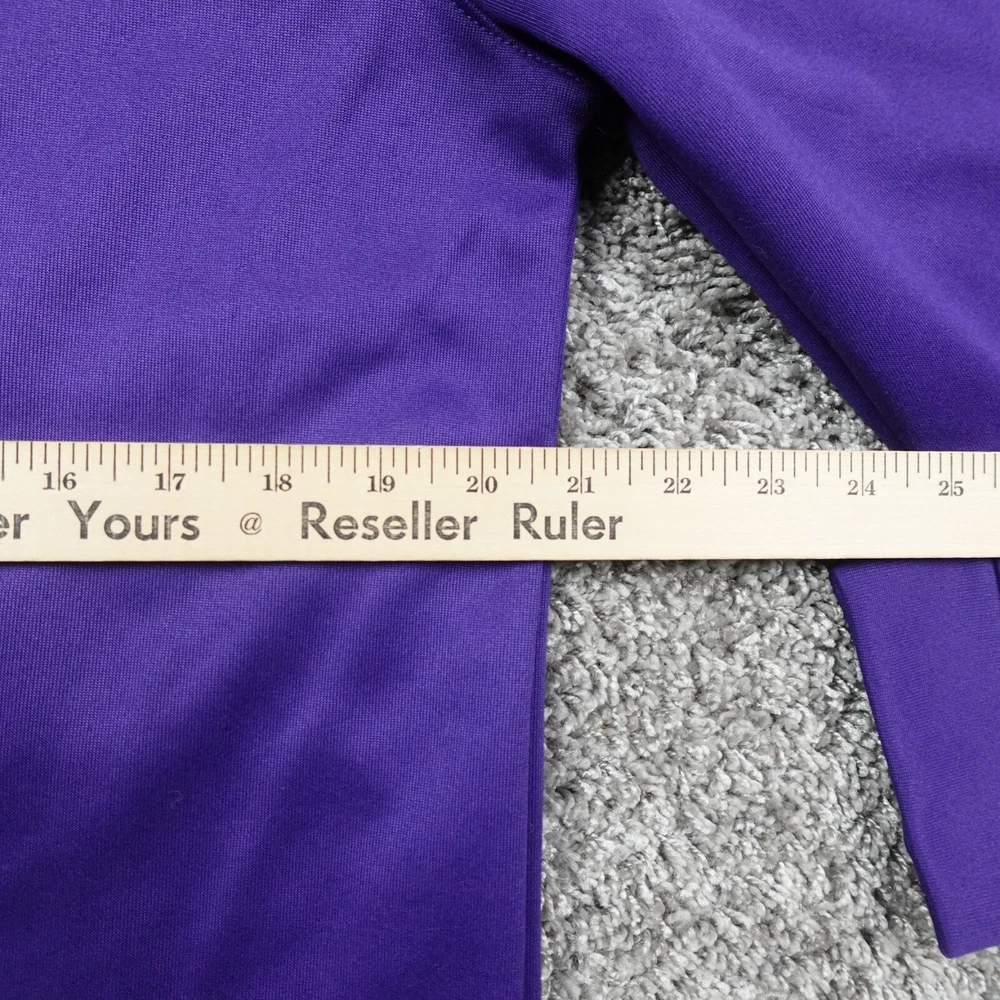 16 17 18 19 20 21 22 23 24 25
er Yours @ Reseller Ruler